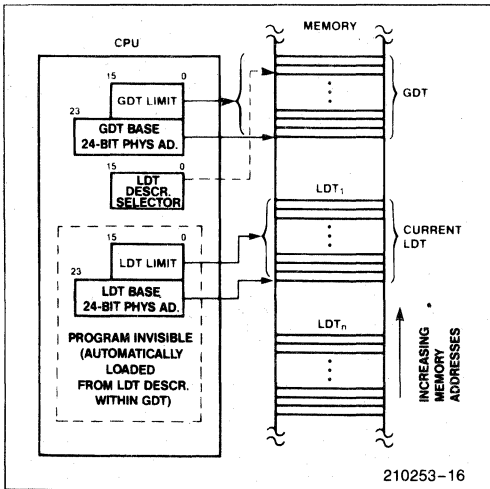 CPU
MEMORY
15 0
GDT LIMIT
23
GDT BASE
24-BIT PHYS AD.
15 0
LDT
DESCR.
SELECTOR
15 0
LDT LIMIT
23
LDT BASE
24-BIT PHYS AD.
PROGRAM INVISIBLE
(AUTOMATICALLY
LOADED
FROM LDT DESCR.
WITHIN GDT)
GDT
LDT₁
CURRENT
LDT
LDTₙ
INCREASING
MEMORY
ADDRESSES
210253-16